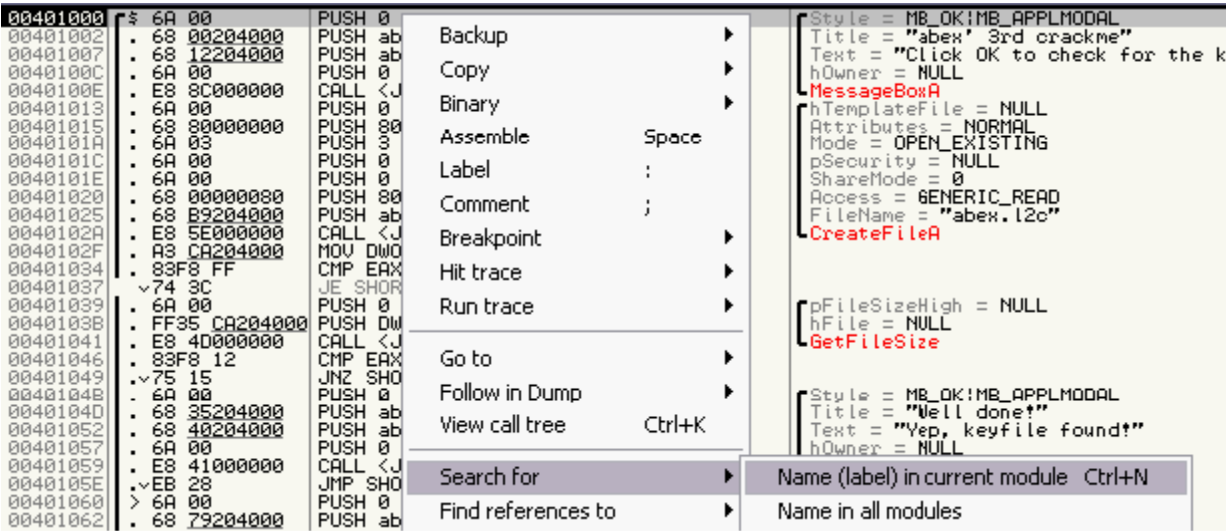 00401000 $ 6A 00 PUSH 0 Style = MB_OK|MB_APPLMODAL
00401002 . 68 00204000 PUSH ab Backup Title = "abex' 3rd crackme"
00401007 . 68 12204000 PUSH ab Text = "Click OK to check for the k
0040100C . 6A 00 PUSH 0 Copy hOwner = NULL
0040100E . E8 8C000000 CALL <J MessageBoxA
00401013 . 6A 00 PUSH 0 Binary hTemplateFile = NULL
00401015 . 68 80000000 PUSH 80 Attributes = NORMAL
0040101A . 6A 03 PUSH 3 Assemble Space Mode = OPEN_EXISTING
0040101C . 6A 00 PUSH 0 pSecurity = NULL
0040101E . 6A 00 PUSH 0 Label : ShareMode = 0
00401020 . 68 00000080 PUSH 80 Access = GENERIC_READ
00401025 . 68 B9204000 PUSH ab Comment ; FileName = "abex.l2c"
0040102A . E8 5E000000 CALL <J CreateFileA
0040102F . A3 CA204000 MOV DWO Breakpoint
00401034 . 83F8 FF CMP EAX Hit trace
00401037 .v74 3C JE SHOR
00401039 . 6A 00 PUSH 0 Run trace pFileSizeHigh = NULL
0040103B . FF35 CA204000 PUSH DW hFile = NULL
00401041 . E8 4D000000 CALL <J GetFileSize
00401046 . 83F8 12 CMP EAX Go to
00401049 .v75 15 JNZ SHO
0040104B . 6A 00 PUSH 0 Follow in Dump Style = MB_OK|MB_APPLMODAL
0040104D . 68 35204000 PUSH ab Title = "Well done!"
00401052 . 68 40204000 PUSH ab View call tree Ctrl+K Text = "Yep, keyfile found!"
00401057 . 6A 00 PUSH 0 hOwner = NULL
00401059 . E8 41000000 CALL <J
0040105E .vEB 28 JMP SHO Search for Name (label) in current module Ctrl+N
00401060 > 6A 00 PUSH 0
00401062 . 68 79204000 PUSH ab Find references to Name in all modules